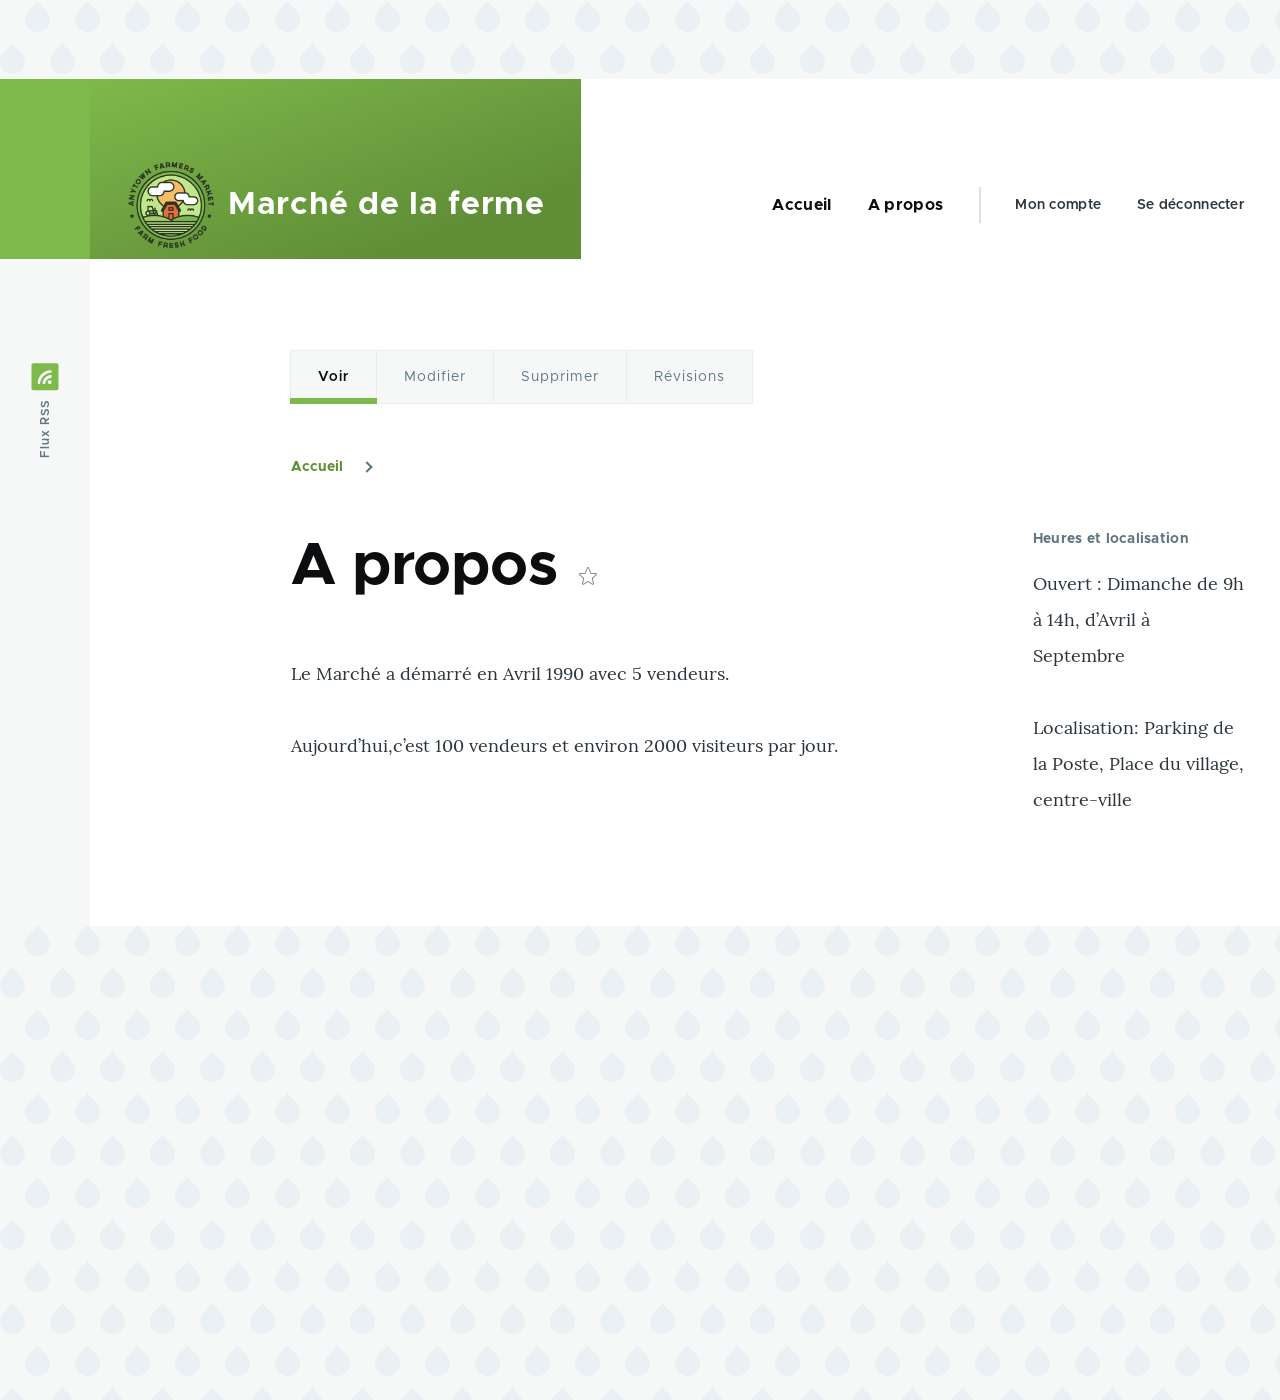 ANYTOWN FARMERS MARKET
FARM FRESH FOOD
Marché de la ferme
Accueil
A propos
Mon compte
Se déconnecter
Flux RSS
Voir
Modifier
Supprimer
Révisions
Accueil
A propos
Le Marché a démarré en Avril 1990 avec 5 vendeurs.
Aujourd’hui,c’est 100 vendeurs et environ 2000 visiteurs par jour.
Heures et localisation
Ouvert : Dimanche de 9h
à 14h, d’Avril à
Septembre
Localisation: Parking de
la Poste, Place du village,
centre-ville